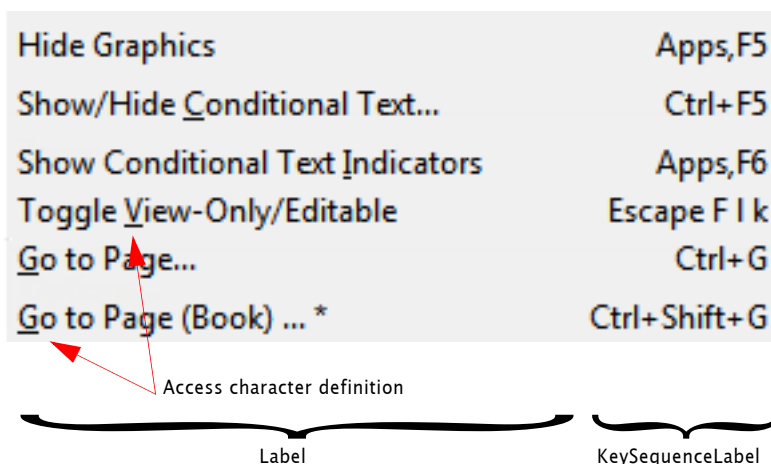 Hide Graphics Apps,F5
Show/Hide Conditional Text... Ctrl+F5
Show Conditional Text Indicators Apps,F6
Toggle View-Only/Editable Escape F l k
Go to Page... Ctrl+G
Go to Page (Book) ... * Ctrl+Shift+G
Access character definition
Label KeySequenceLabel